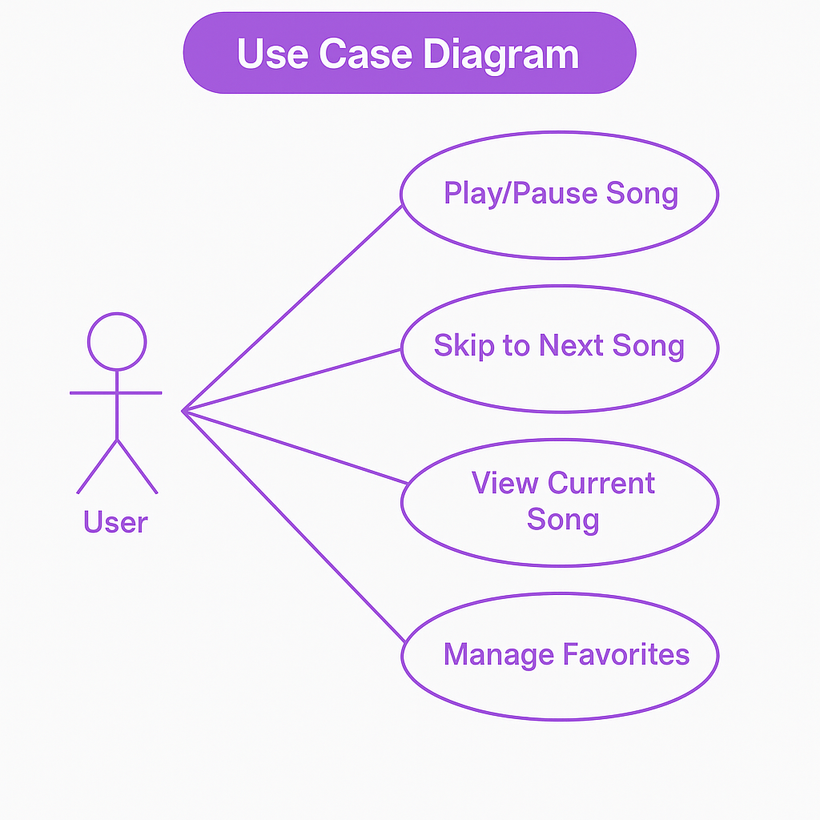 Use Case Diagram
Play/Pause Song
Skip to Next Song
View Current
Song
Manage Favorites
User